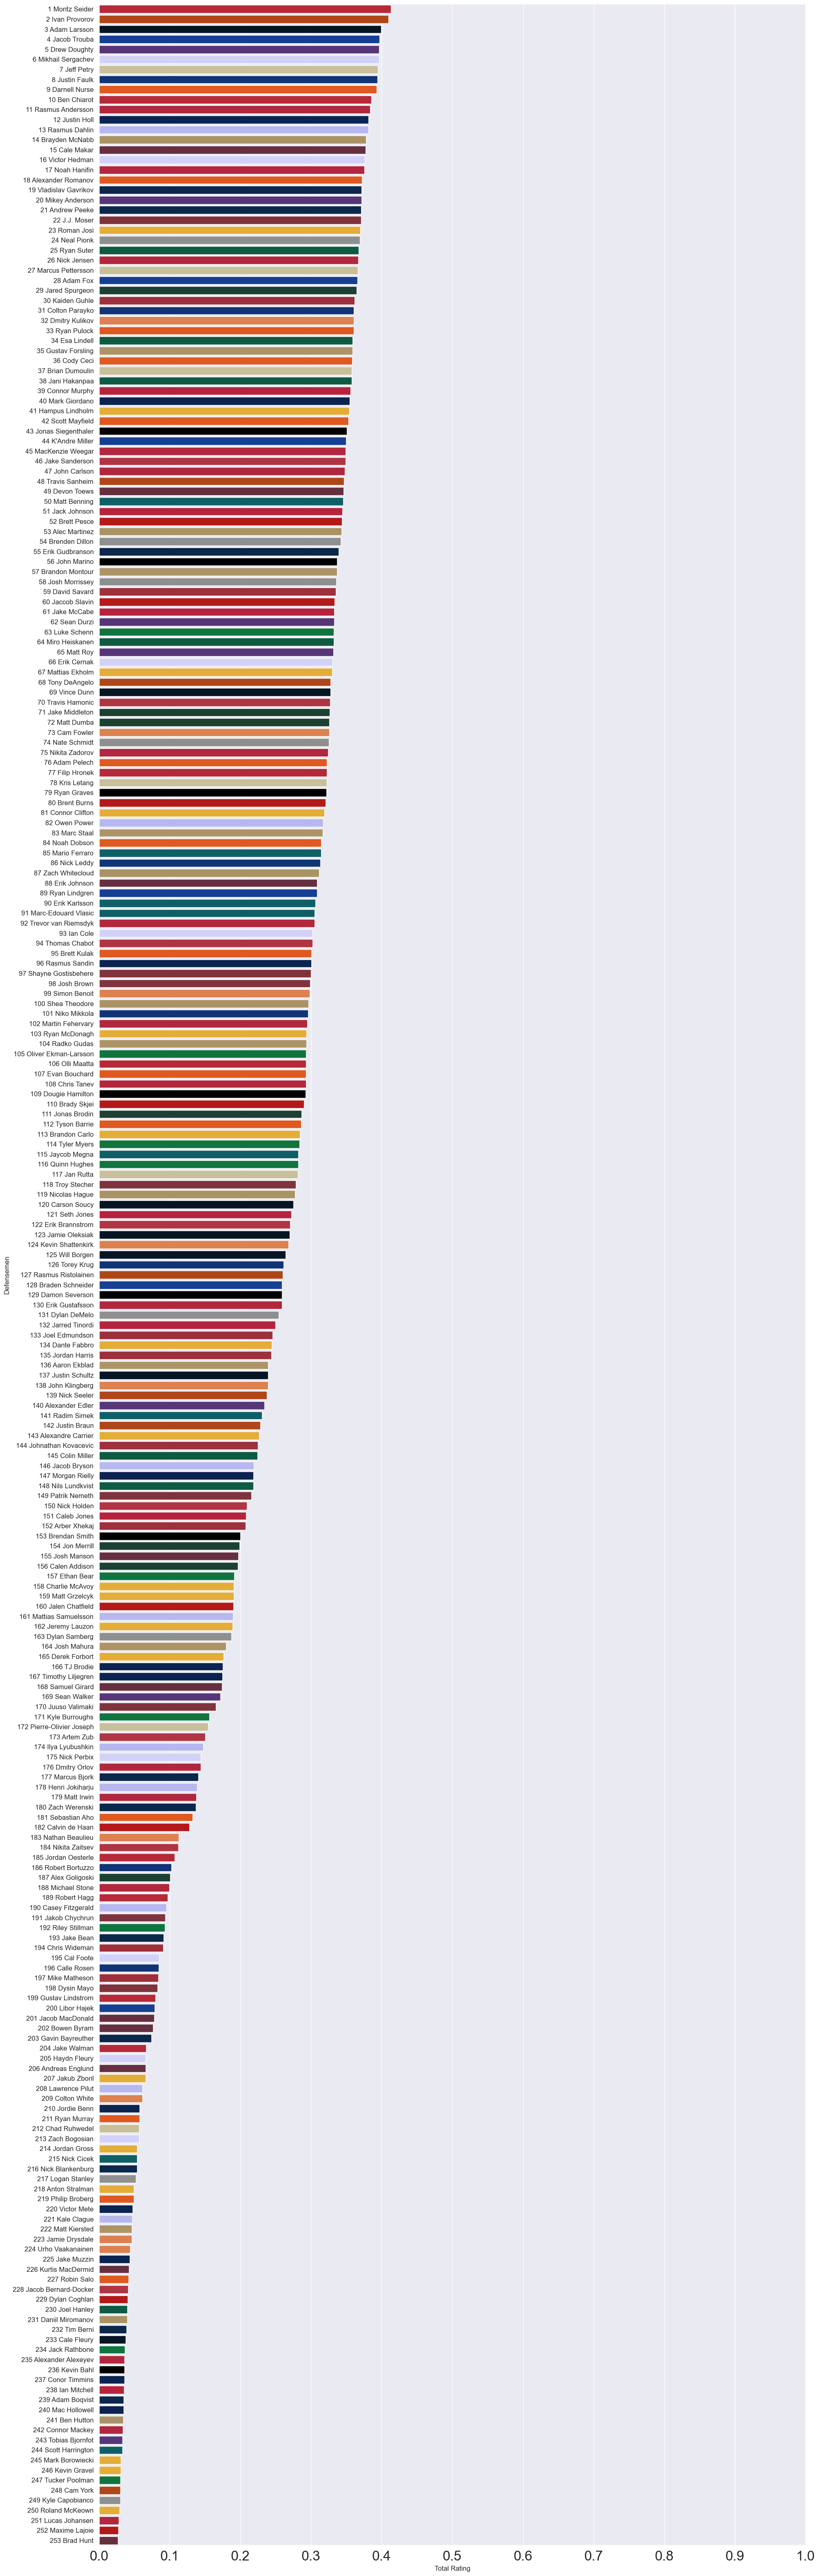 1 Moritz Seider
2 Ivan Provorov
3 Adam Larsson
4 Jacob Trouba
5 Drew Doughty
6 Mikhail Sergachev
7 Jeff Petry
8 Justin Faulk
9 Darnell Nurse
10 Ben Chiarot
11 Rasmus Andersson
12 Justin Holl
13 Rasmus Dahlin
14 Brayden McNabb
15 Cale Makar
16 Victor Hedman
17 Noah Hanifin
18 Alexander Romanov
19 Vladislav Gavrikov
20 Mikey Anderson
21 Andrew Peeke
22 J.J. Moser
23 Roman Josi
24 Neal Pionk
25 Ryan Suter
26 Nick Jensen
27 Marcus Pettersson
28 Adam Fox
29 Jared Spurgeon
30 Kaiden Guhle
31 Colton Parayko
32 Dmitry Kulikov
33 Ryan Pulock
34 Esa Lindell
35 Gustav Forsling
36 Cody Ceci
37 Brian Dumoulin
38 Jani Hakanpaa
39 Connor Murphy
40 Mark Giordano
41 Hampus Lindholm
42 Scott Mayfield
43 Jonas Siegenthaler
44 K'Andre Miller
45 MacKenzie Weegar
46 Jake Sanderson
47 John Carlson
48 Travis Sanheim
49 Devon Toews
50 Matt Benning
51 Jack Johnson
52 Brett Pesce
53 Alec Martinez
54 Brenden Dillon
55 Erik Gudbranson
56 John Marino
57 Brandon Montour
58 Josh Morrissey
59 David Savard
60 Jaccob Slavin
61 Jake McCabe
62 Sean Durzi
63 Luke Schenn
64 Miro Heiskanen
65 Matt Roy
66 Erik Cernak
67 Mattias Ekholm
68 Tony DeAngelo
69 Vince Dunn
70 Travis Hamonic
71 Jake Middleton
72 Matt Dumba
73 Cam Fowler
74 Nate Schmidt
75 Nikita Zadorov
76 Adam Pelech
77 Filip Hronek
78 Kris Letang
79 Ryan Graves
80 Brent Burns
81 Connor Clifton
82 Owen Power
83 Marc Staal
84 Noah Dobson
85 Mario Ferraro
86 Nick Leddy
87 Zach Whitecloud
88 Erik Johnson
89 Ryan Lindgren
90 Erik Karlsson
91 Marc-Edouard Vlasic
92 Trevor van Riemsdyk
93 Ian Cole
94 Thomas Chabot
95 Brett Kulak
96 Rasmus Sandin
97 Shayne Gostisbehere
98 Josh Brown
99 Simon Benoit
100 Shea Theodore
101 Niko Mikkola
102 Martin Fehervary
103 Ryan McDonagh
104 Radko Gudas
105 Oliver Ekman-Larsson
106 Olli Maatta
107 Evan Bouchard
108 Chris Tanev
109 Dougie Hamilton
110 Brady Skjei
111 Jonas Brodin
112 Tyson Barrie
113 Brandon Carlo
114 Tyler Myers
115 Jaycob Megna
116 Quinn Hughes
117 Jan Rutta
118 Troy Stecher
119 Nicolas Hague
120 Carson Soucy
121 Seth Jones
122 Erik Brannstrom
123 Jamie Oleksiak
124 Kevin Shattenkirk
125 Will Borgen
126 Torey Krug
127 Rasmus Ristolainen
128 Braden Schneider
129 Damon Severson
130 Erik Gustafsson
131 Dylan DeMelo
132 Jarred Tinordi
133 Joel Edmundson
134 Dante Fabbro
135 Jordan Harris
136 Aaron Ekblad
137 Justin Schultz
138 John Klingberg
139 Nick Seeler
140 Alexander Edler
141 Radim Simek
142 Justin Braun
143 Alexandre Carrier
144 Johnathan Kovacevic
145 Colin Miller
146 Jacob Bryson
147 Morgan Rielly
148 Nils Lundkvist
149 Patrik Nemeth
150 Nick Holden
151 Caleb Jones
152 Arber Xhekaj
153 Brendan Smith
154 Jon Merrill
155 Josh Manson
156 Calen Addison
157 Ethan Bear
158 Charlie McAvoy
159 Matt Grzelcyk
160 Jalen Chatfield
161 Mattias Samuelsson
162 Jeremy Lauzon
163 Dylan Samberg
164 Josh Mahura
165 Derek Forbort
166 TJ Brodie
167 Timothy Liljegren
168 Samuel Girard
169 Sean Walker
170 Juuso Valimaki
171 Kyle Burroughs
172 Pierre-Olivier Joseph
173 Artem Zub
174 Ilya Lyubushkin
175 Nick Perbix
176 Dmitry Orlov
177 Marcus Bjork
178 Henri Jokiharju
179 Matt Irwin
180 Zach Werenski
181 Sebastian Aho
182 Calvin de Haan
183 Nathan Beaulieu
184 Nikita Zaitsev
185 Jordan Oesterle
186 Robert Bortuzzo
187 Alex Goligoski
188 Michael Stone
189 Robert Hagg
190 Casey Fitzgerald
191 Jakob Chychrun
192 Riley Stillman
193 Jake Bean
194 Chris Wideman
195 Cal Foote
196 Calle Rosen
197 Mike Matheson
198 Dysin Mayo
199 Gustav Lindstrom
200 Libor Hajek
201 Jacob MacDonald
202 Bowen Byram
203 Gavin Bayreuther
204 Jake Walman
205 Haydn Fleury
206 Andreas Englund
207 Jakub Zboril
208 Lawrence Pilut
209 Colton White
210 Jordie Benn
211 Ryan Murray
212 Chad Ruhwedel
213 Zach Bogosian
214 Jordan Gross
215 Nick Cicek
216 Nick Blankenburg
217 Logan Stanley
218 Anton Stralman
219 Philip Broberg
220 Victor Mete
221 Kale Clague
222 Matt Kiersted
223 Jamie Drysdale
224 Urho Vaakanainen
225 Jake Muzzin
226 Kurtis MacDermid
227 Robin Salo
228 Jacob Bernard-Docker
229 Dylan Coghlan
230 Joel Hanley
231 Daniil Miromanov
232 Tim Berni
233 Cale Fleury
234 Jack Rathbone
235 Alexander Alexeyev
236 Kevin Bahl
237 Conor Timmins
238 Ian Mitchell
239 Adam Boqvist
240 Mac Hollowell
241 Ben Hutton
242 Connor Mackey
243 Tobias Bjornfot
244 Scott Harrington
245 Mark Borowiecki
246 Kevin Gravel
247 Tucker Poolman
248 Cam York
249 Kyle Capobianco
250 Roland McKeown
251 Lucas Johansen
252 Maxime Lajoie
253 Brad Hunt
Defensemen
0.0 0.1 0.2 0.3 0.4 0.5 0.6 0.7 0.8 0.9 1.0
Total Rating